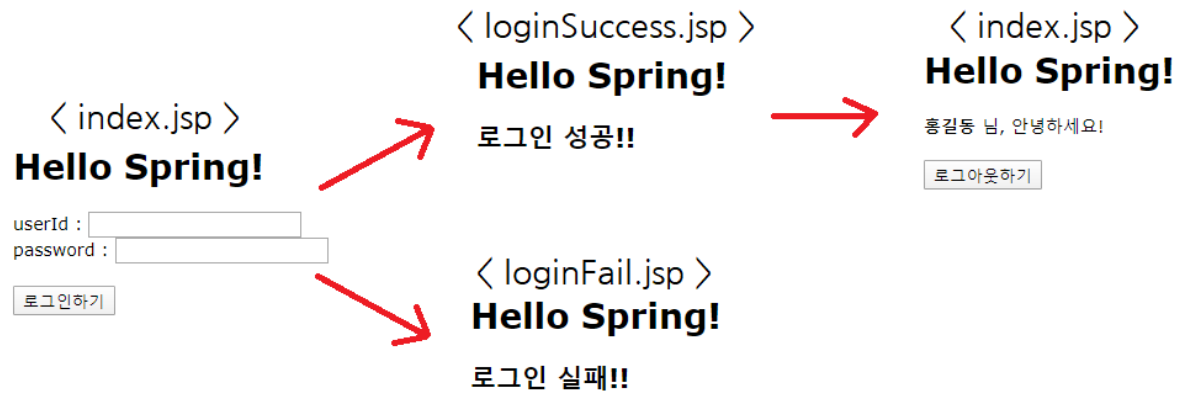 〈 index.jsp 〉
Hello Spring!
userId :
password :
로그인하기
〈 loginSuccess.jsp 〉
Hello Spring!
로그인 성공!!
〈 loginFail.jsp 〉
Hello Spring!
로그인 실패!!
〈 index.jsp 〉
Hello Spring!
홍길동 님, 안녕하세요!
로그아웃하기